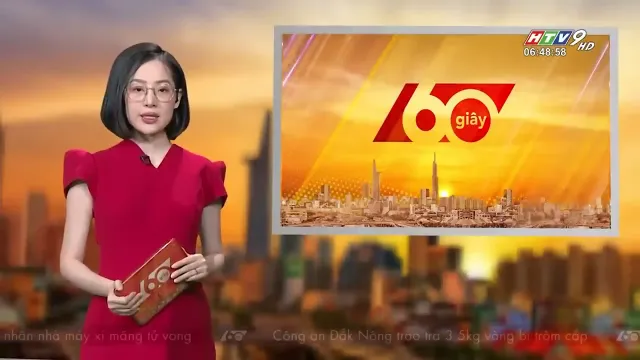 HTV9 HD
06:48:58
60 giây
60
nhân nhà máy xi măng tử vong 60 Công an Đắk Nông trao trả 3,5kg vàng bị trộm cắp